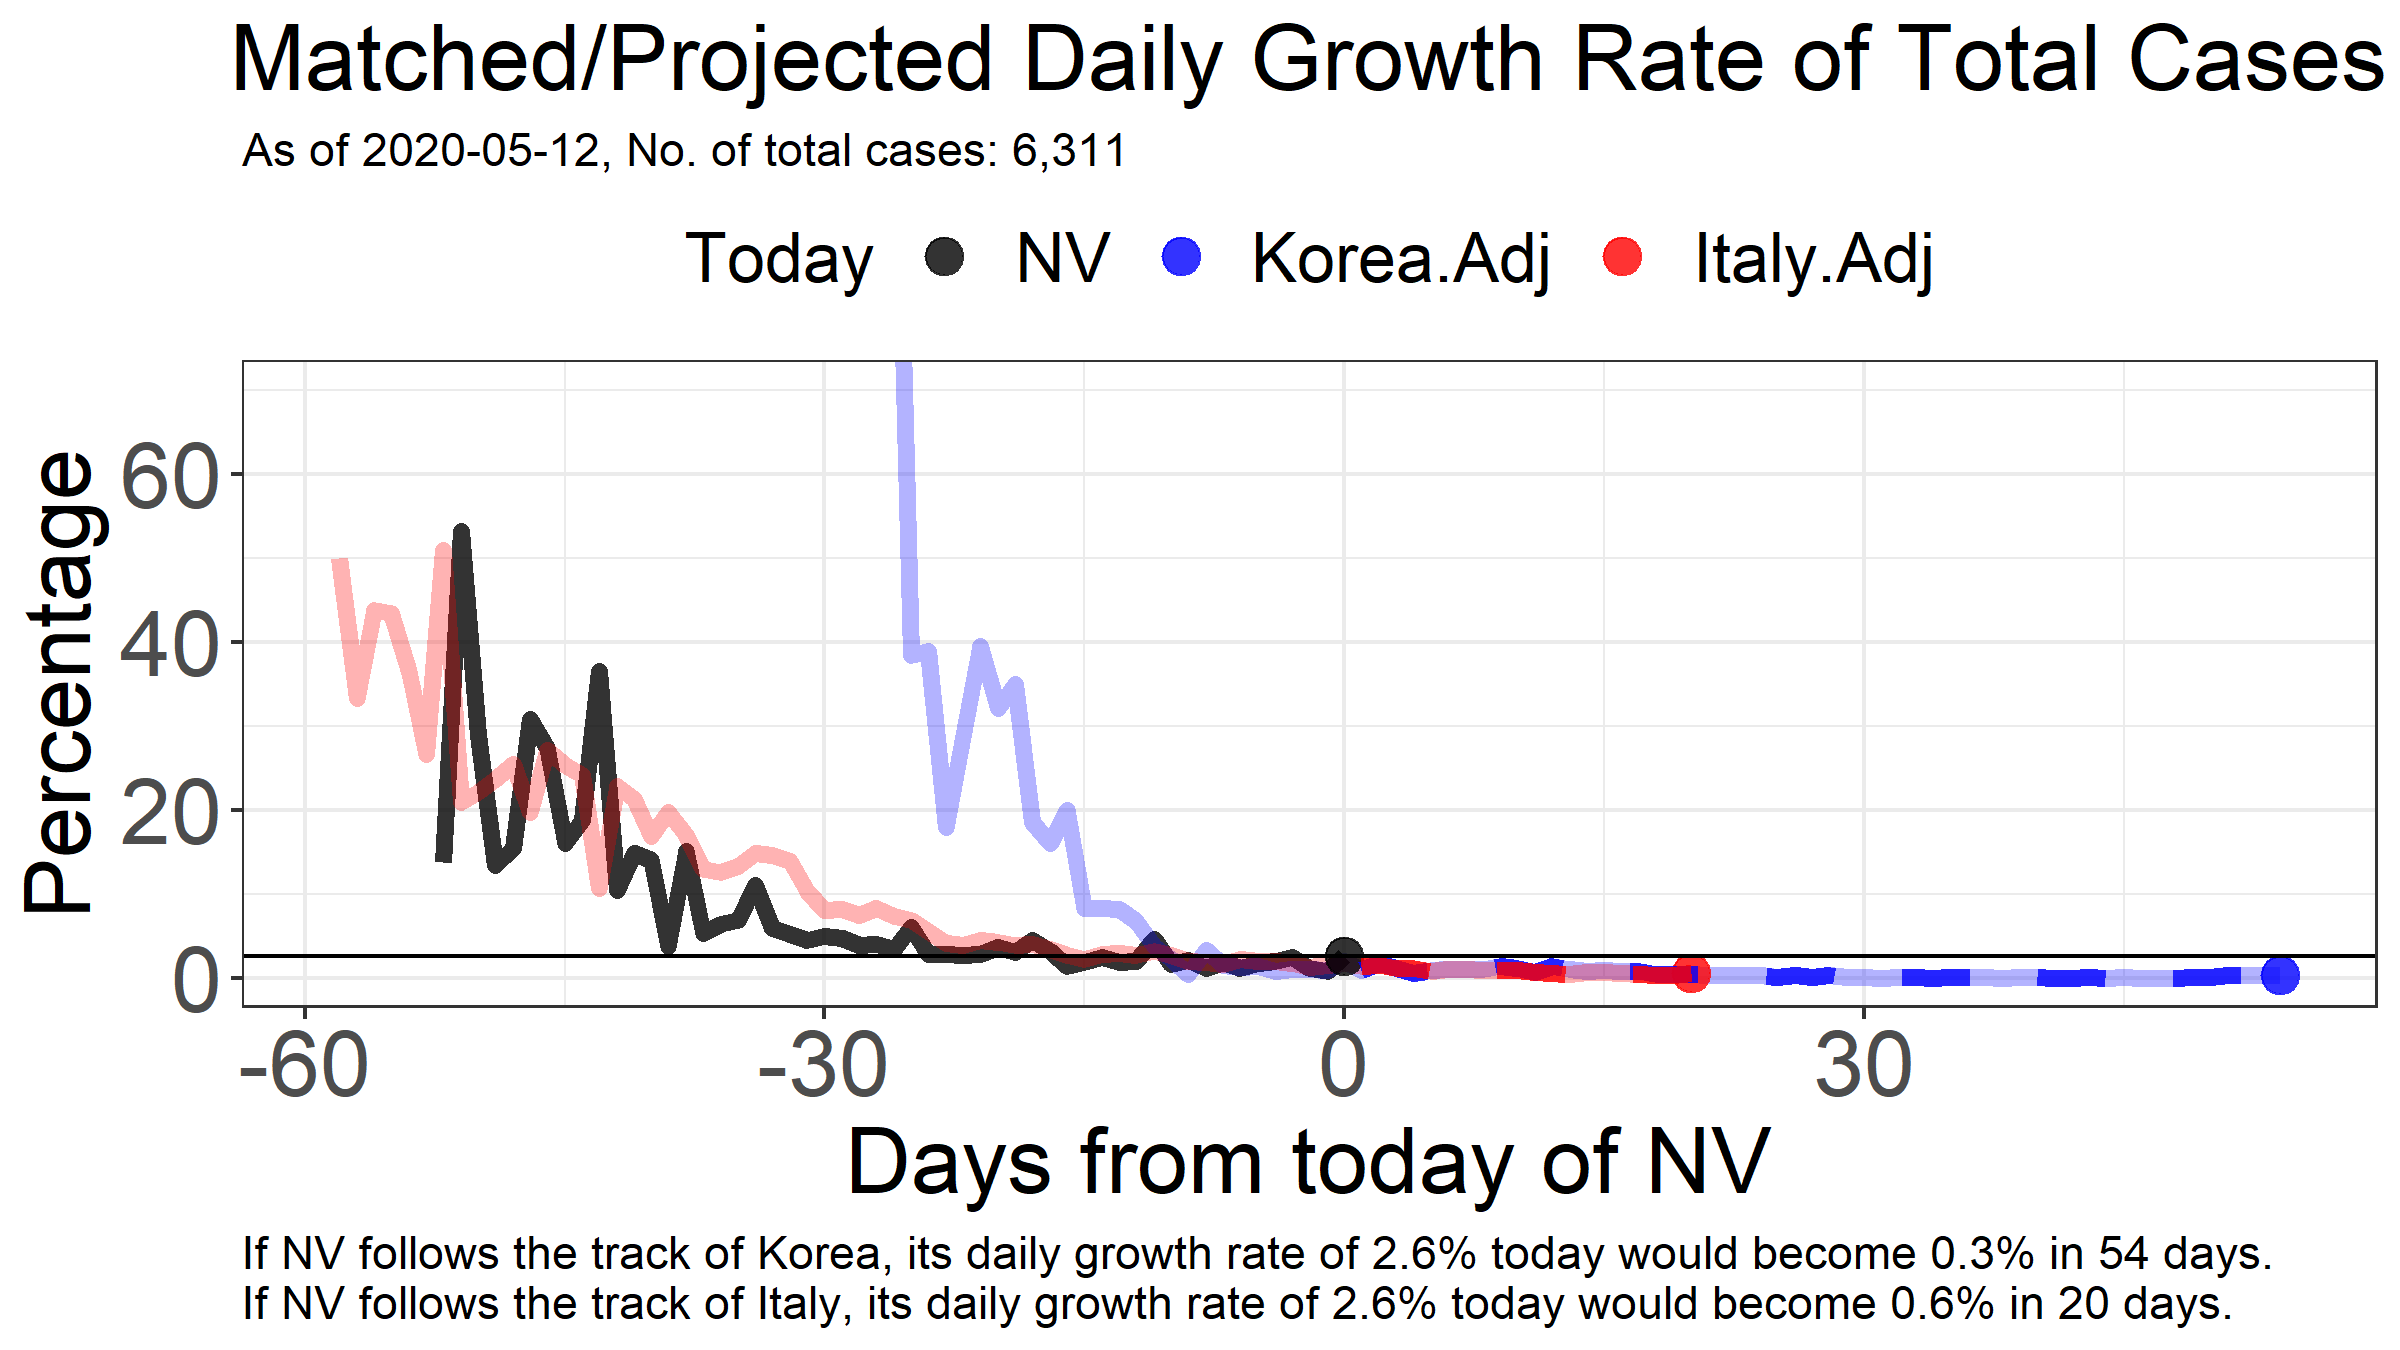 Matched/Projected Daily Growth Rate of Total Cases
As of 2020-05-12, No. of total cases: 6,311
Today NV Korea.Adj Italy.Adj
Percentage
60
40
20
0
-60 -30 0 30
Days from today of NV
If NV follows the track of Korea, its daily growth rate of 2.6% today would become 0.3% in 54 days.
If NV follows the track of Italy, its daily growth rate of 2.6% today would become 0.6% in 20 days.